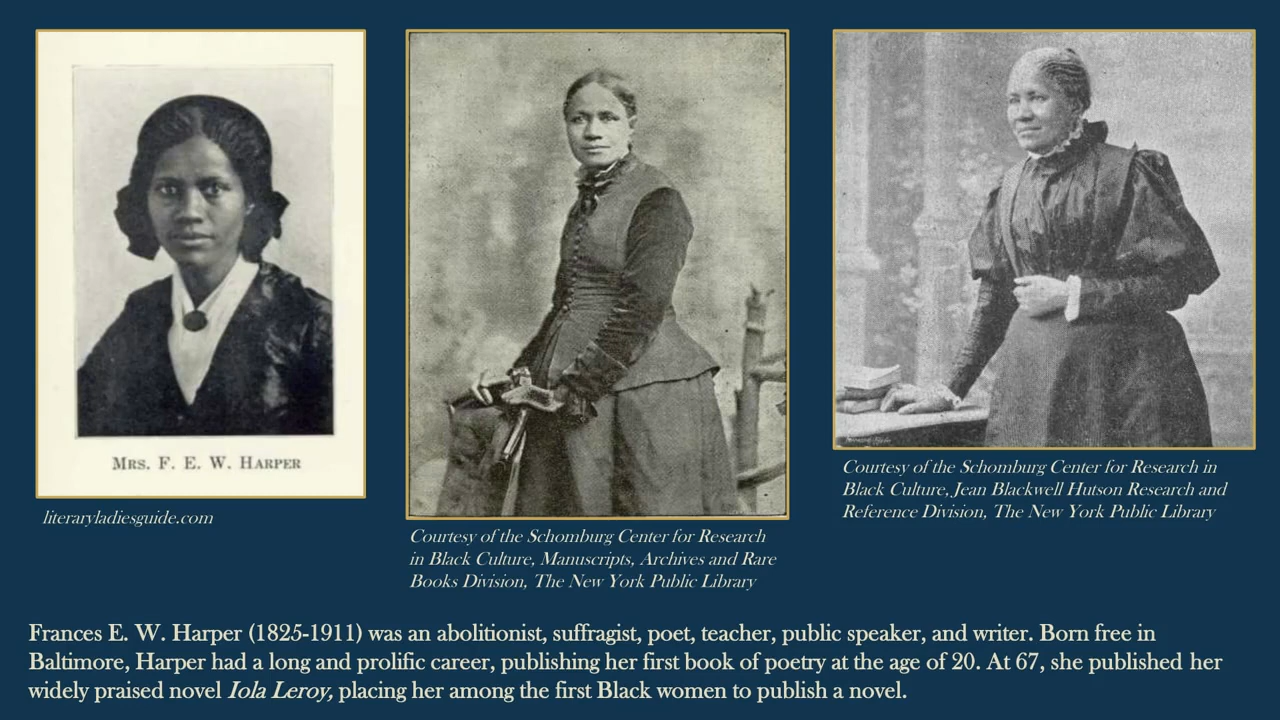 MRS. F. E. W. HARPER
literaryladiesguide.com
Courtesy of the Schomburg Center for Research
in Black Culture, Manuscripts, Archives and Rare
Books Division, The New York Public Library
Courtesy of the Schomburg Center for Research in
Black Culture, Jean Blackwell Hutson Research and
Reference Division, The New York Public Library
Frances E. W. Harper (1825-1911) was an abolitionist, suffragist, poet, teacher, public speaker, and writer. Born free in
Baltimore, Harper had a long and prolific career, publishing her first book of poetry at the age of 20. At 67, she published her
widely praised novel Iola Leroy, placing her among the first Black women to publish a novel.